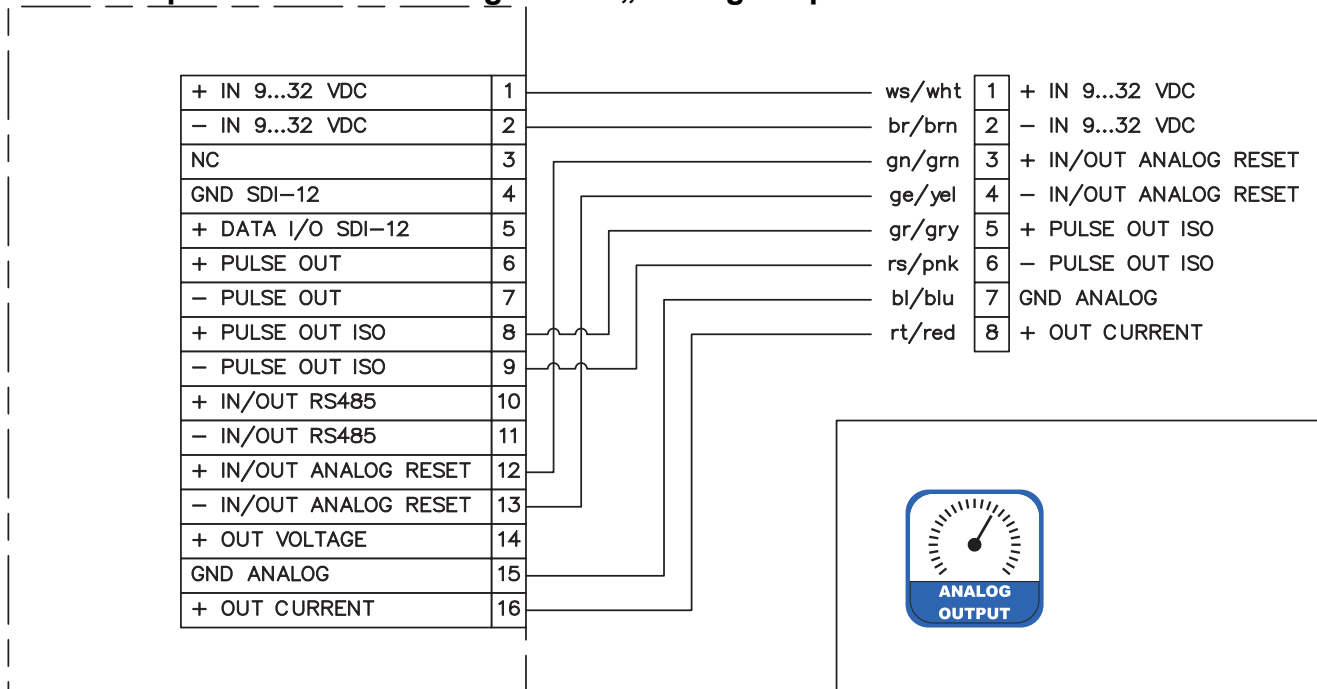 + IN 9...32 VDC 1
− IN 9...32 VDC 2
NC 3
GND SDI−12 4
+ DATA I/O SDI−12 5
+ PULSE OUT 6
− PULSE OUT 7
+ PULSE OUT ISO 8
− PULSE OUT ISO 9
+ IN/OUT RS485 10
− IN/OUT RS485 11
+ IN/OUT ANALOG RESET 12
− IN/OUT ANALOG RESET 13
+ OUT VOLTAGE 14
GND ANALOG 15
+ OUT CURRENT 16
ws/wht 1 + IN 9...32 VDC
br/brn 2 − IN 9...32 VDC
gn/grn 3 + IN/OUT ANALOG RESET
ge/yel 4 − IN/OUT ANALOG RESET
gr/gry 5 + PULSE OUT ISO
rs/pnk 6 − PULSE OUT ISO
bl/blu 7 GND ANALOG
rt/red 8 + OUT CURRENT
ANALOG
OUTPUT